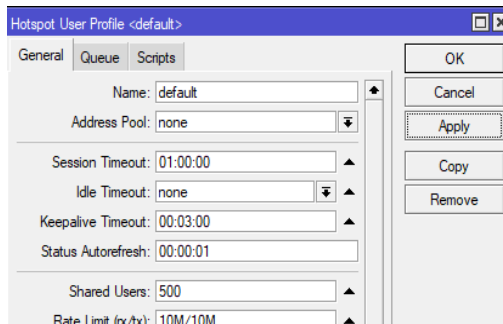 Hotspot User Profile <default>
General Queue Scripts
Name: default
Address Pool: none
Session Timeout: 01:00:00
Idle Timeout: none
Keepalive Timeout: 00:03:00
Status Autorefresh: 00:00:01
Shared Users: 500
Rate Limit (rx/tx): 10M/10M
OK
Cancel
Apply
Copy
Remove